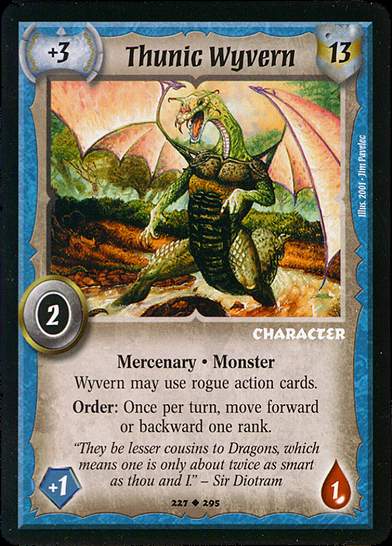 +3
Thunic Wyvern
13
Illus. 2001 - Jim Pavelec
2
CHARACTER
Mercenary • Monster
Wyvern may use rogue action cards.
Order: Once per turn, move forward
or backward one rank.
“They be lesser cousins to Dragons, which
means one is only about twice as smart
as thou and I.” – Sir Diotram
+1
227 ◆ 295
1